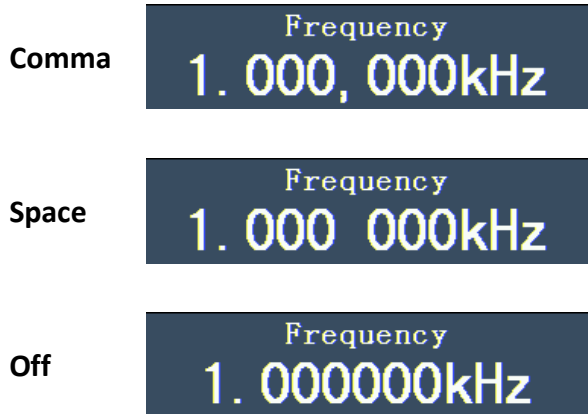 Comma
Frequency
1. 000, 000kHz
Space
Frequency
1. 000 000kHz
Off
Frequency
1. 000000kHz